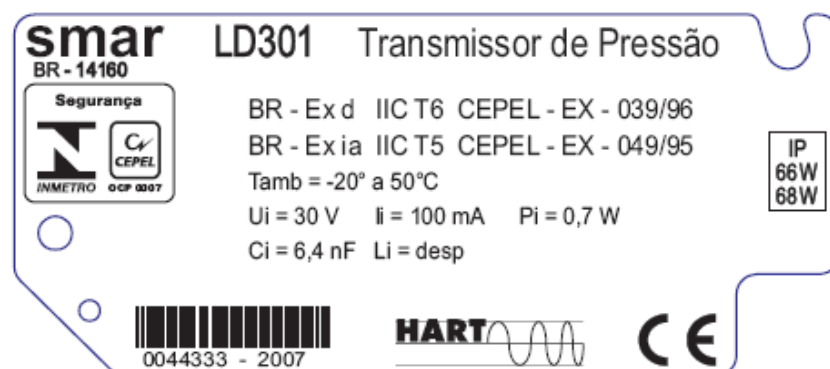 smar LD301 Transmissor de Pressão
BR - 14160
Segurança
INMETRO
CEPEL
OCP 0007
BR - Ex d IIC T6 CEPEL - EX - 039/96
BR - Ex ia IIC T5 CEPEL - EX - 049/95
Tamb = -20° a 50°C
Ui = 30 V Ii = 100 mA Pi = 0,7 W
Ci = 6,4 nF Li = desp
IP
66W
68W
0044333 - 2007
HART
CE